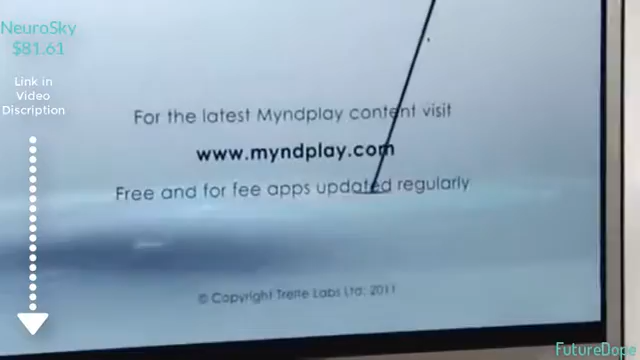 NeuroSky
$81.61
Link in
Video
Discription
For the latest Myndplay content visit
www.myndplay.com
Free and for fee apps updated regularly
© Copyright Treite Labs Ltd. 2011
FutureDope